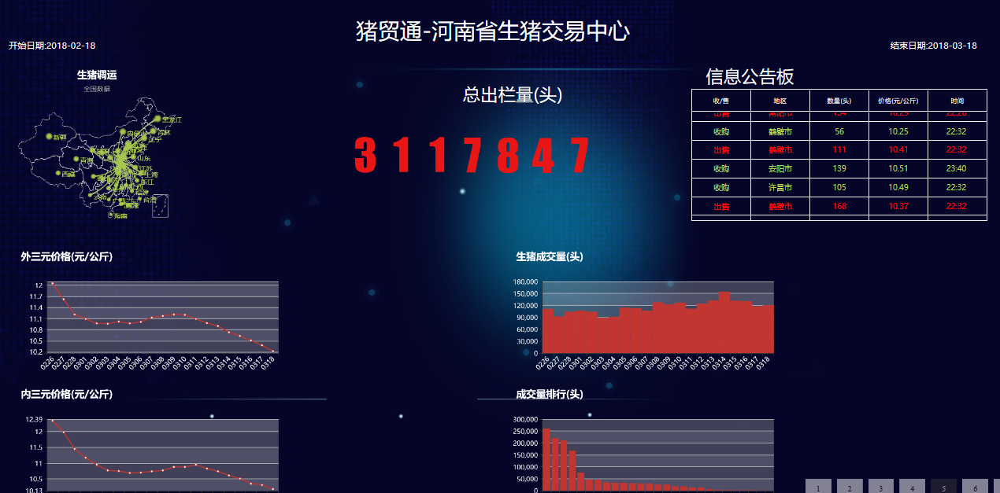 猪贸通-河南省生猪交易中心
开始日期:2018-02-18
结束日期:2018-03-18
生猪调运
全国数据
黑龙江
吉林
辽宁
新疆
青海
山东
西藏
江苏
上海
浙江
福建
台湾
海南
总出栏量(头)
3117847
信息公告板
收/售 地区 数量(头) 价格(元/公斤) 时间
出售 南阳市 134 10.29 22:26
收购 鹤壁市 56 10.25 22:32
出售 鹤壁市 111 10.41 22:32
收购 安阳市 139 10.51 23:40
收购 许昌市 105 10.49 22:32
出售 鹤壁市 168 10.37 22:32
外三元价格(元/公斤)
12
11.7
11.4
11.1
10.8
10.5
10.2
0226 0227 0228 0301 0302 0303 0304 0305 0306 0307 0308 0309 0310 0311 0312 0313 0314 0315 0316 0317 0318
生猪成交量(头)
180,000
150,000
120,000
90,000
60,000
30,000
0
0226 0227 0228 0301 0302 0303 0304 0305 0306 0307 0308 0309 0310 0311 0312 0313 0314 0315 0316 0317 0318
内三元价格(元/公斤)
12.39
12
11.5
11
10.5
10.13
成交量排行(头)
300,000
250,000
200,000
150,000
100,000
50,000
0
1 2 3 4 5 6